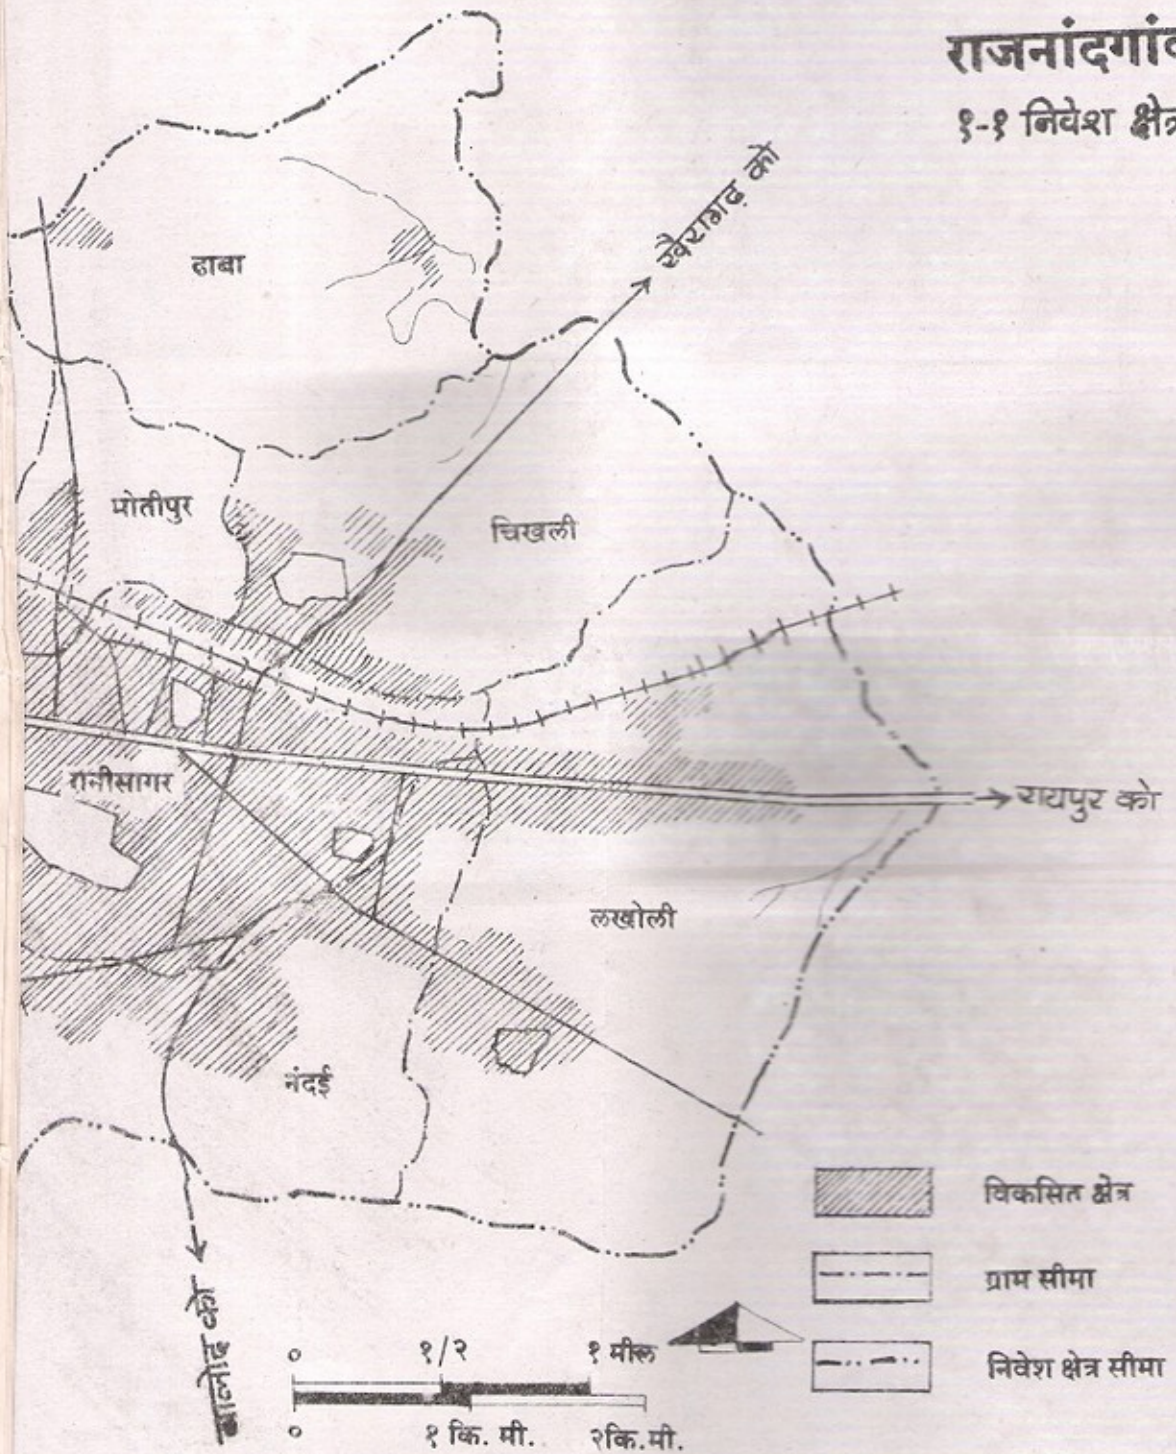 राजनांदगांव
१-१ निवेश क्षेत्र
खैरागढ़ को
ढाबा
मोतीपुर
चिखली
रानीसागर
रायपुर को
लखोली
नंदई
विकसित क्षेत्र
ग्राम सीमा
निवेश क्षेत्र सीमा
बालोद को
० १/२ १ मील
० १ कि. मी. २कि.मी.